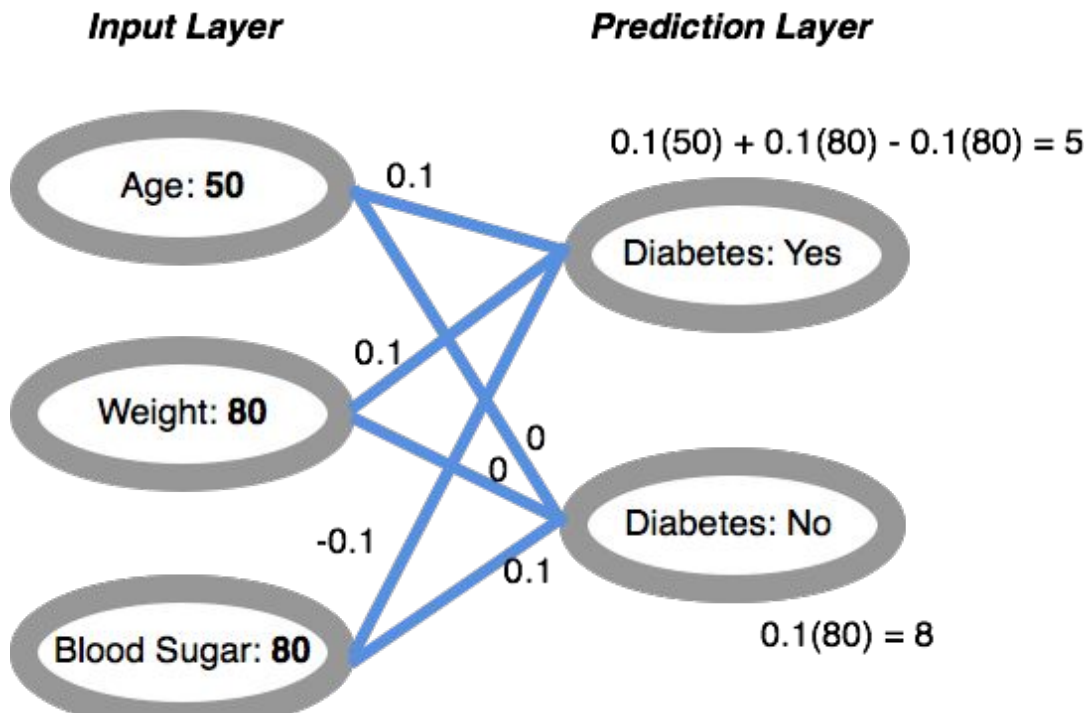 Input Layer
Prediction Layer
0.1(50) + 0.1(80) - 0.1(80) = 5
Age: 50
0.1
Diabetes: Yes
0.1
Weight: 80
0
0
Diabetes: No
-0.1
0.1
Blood Sugar: 80
0.1(80) = 8